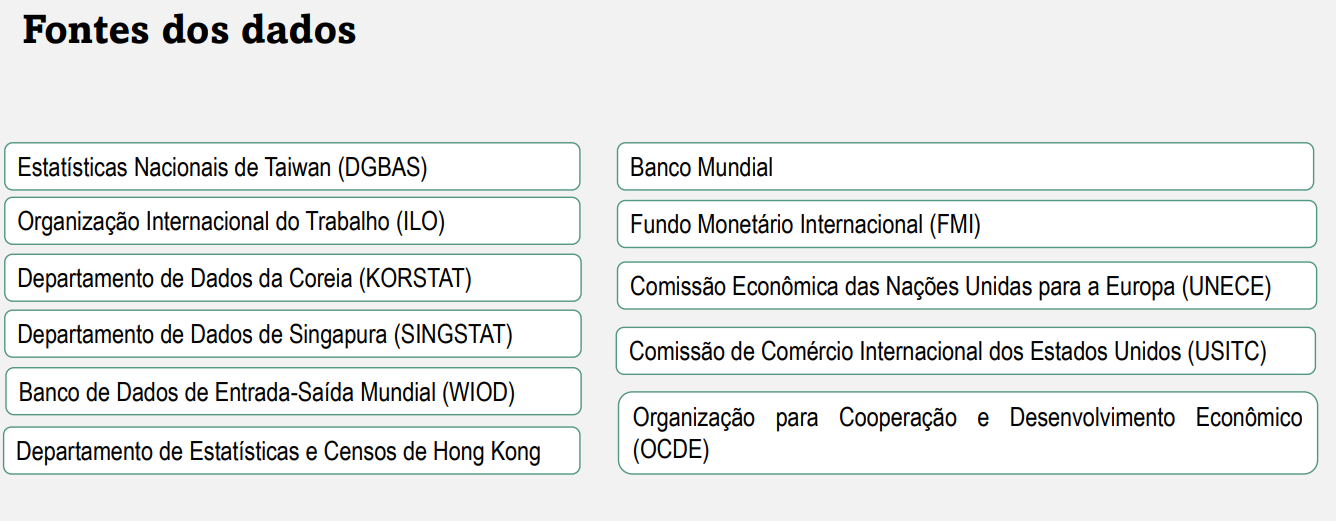 Fontes dos dados
Estatísticas Nacionais de Taiwan (DGBAS)
Organização Internacional do Trabalho (ILO)
Departamento de Dados da Coreia (KORSTAT)
Departamento de Dados de Singapura (SINGSTAT)
Banco de Dados de Entrada-Saída Mundial (WIOD)
Departamento de Estatísticas e Censos de Hong Kong
Banco Mundial
Fundo Monetário Internacional (FMI)
Comissão Econômica das Nações Unidas para a Europa (UNECE)
Comissão de Comércio Internacional dos Estados Unidos (USITC)
Organização para Cooperação e Desenvolvimento Econômico
(OCDE)